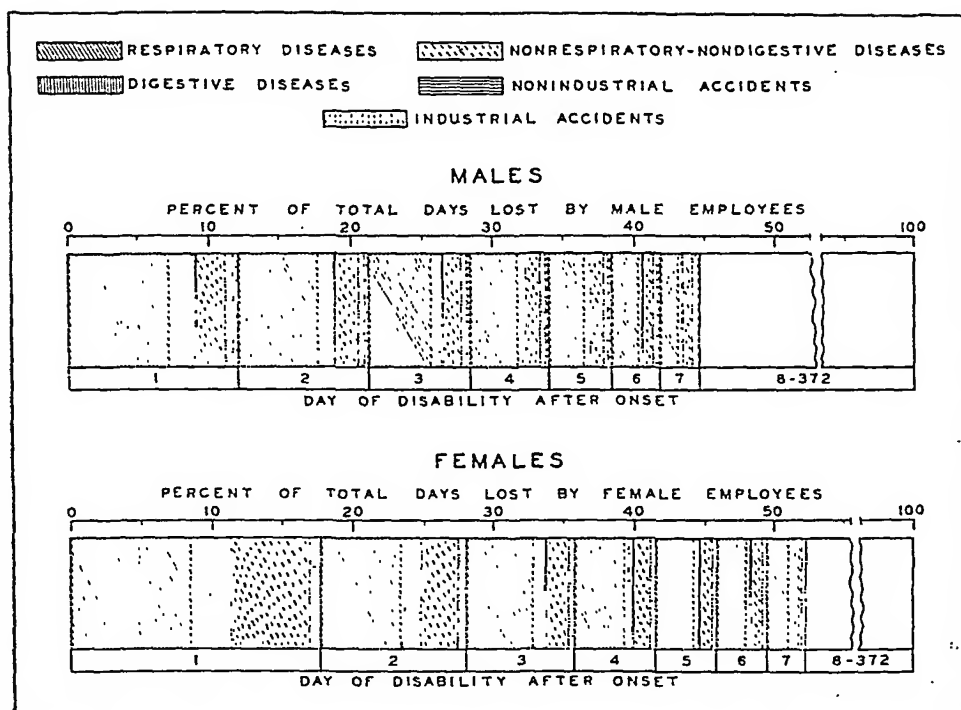 RESPIRATORY DISEASES NONRESPIRATORY-NONDIGESTIVE DISEASES
DIGESTIVE DISEASES NONINDUSTRIAL ACCIDENTS
INDUSTRIAL ACCIDENTS
MALES
PERCENT OF TOTAL DAYS LOST BY MALE EMPLOYEES
0 10 20 30 40 50 100
1 2 3 4 5 6 7 8-372
DAY OF DISABILITY AFTER ONSET
FEMALES
PERCENT OF TOTAL DAYS LOST BY FEMALE EMPLOYEES
0 10 20 30 40 50 100
1 2 3 4 5 6 7 8-372
DAY OF DISABILITY AFTER ONSET